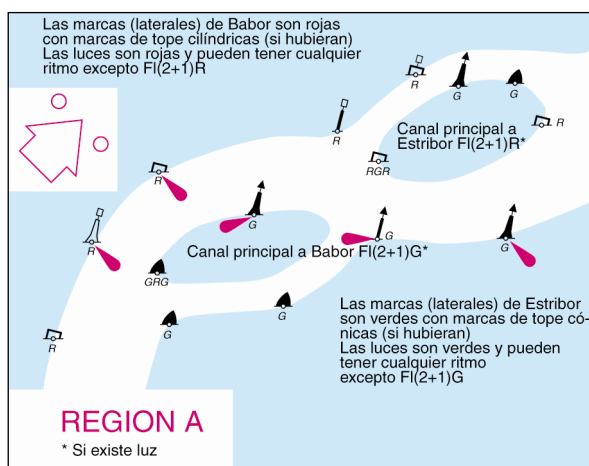 Las marcas (laterales) de Babor son rojas
con marcas de tope cilíndricas (si hubieran)
Las luces son rojas y pueden tener cualquier
ritmo excepto Fl(2+1)R
R
G
G
R
R
Canal principal a
Estribor Fl(2+1)R*
RGR
R
G
G
G
R
Canal principal a Babor Fl(2+1)G*
GRG
G
G
R
Las marcas (laterales) de Estribor
son verdes con marcas de tope có-
nicas (si hubieran)
Las luces son verdes y pueden
tener cualquier ritmo
excepto Fl(2+1)G
REGION A
* Si existe luz